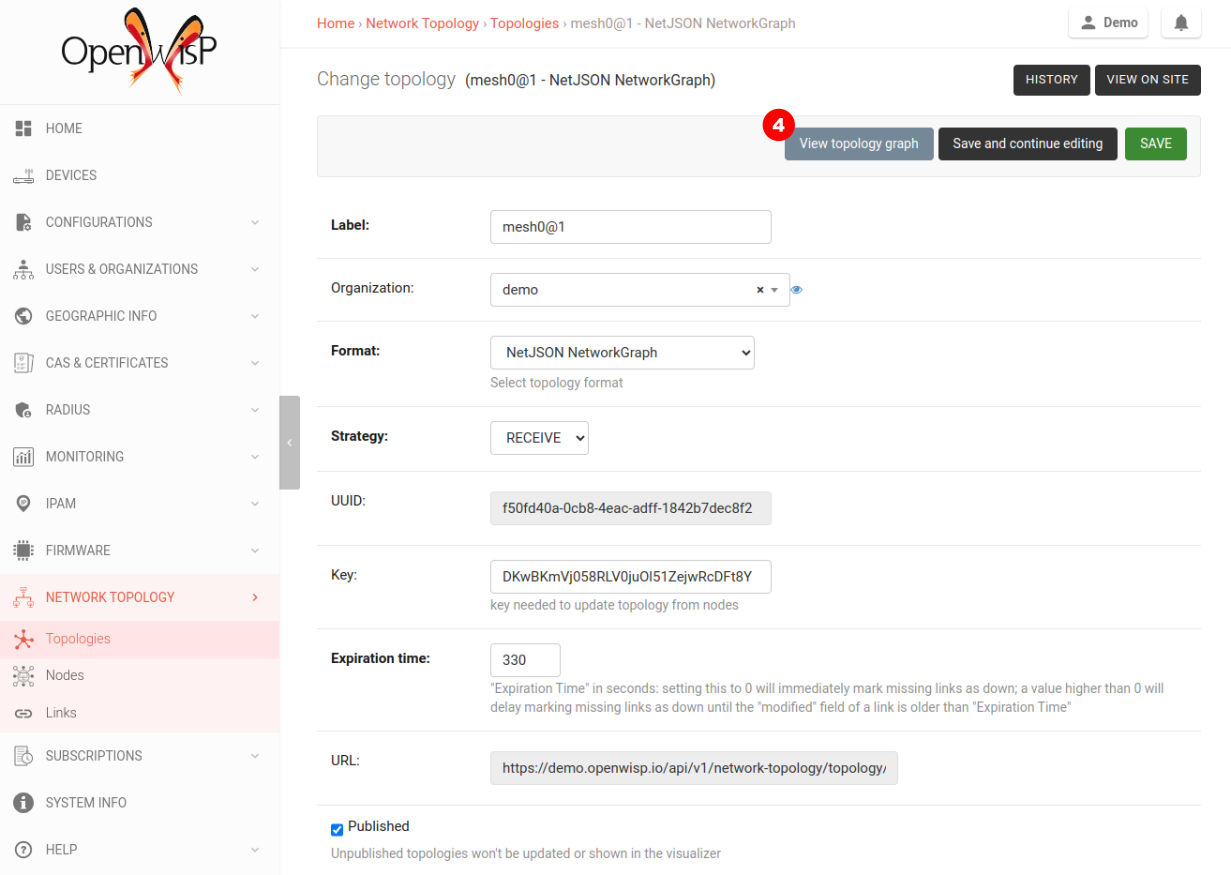 OpenWISP
HOME
DEVICES
CONFIGURATIONS
USERS & ORGANIZATIONS
GEOGRAPHIC INFO
CAS & CERTIFICATES
RADIUS
MONITORING
IPAM
FIRMWARE
NETWORK TOPOLOGY
Topologies
Nodes
Links
SUBSCRIPTIONS
SYSTEM INFO
HELP
Home › Network Topology › Topologies › mesh0@1 - NetJSON NetworkGraph
Demo
Change topology (mesh0@1 - NetJSON NetworkGraph)
HISTORY
VIEW ON SITE
4
View topology graph
Save and continue editing
SAVE
Label:
mesh0@1
Organization:
demo
Format:
NetJSON NetworkGraph
Select topology format
Strategy:
RECEIVE
UUID:
f50fd40a-0cb8-4eac-adff-1842b7dec8f2
Key:
DKwBKmVj058RLV0juOI51ZejwRcDFt8Y
key needed to update topology from nodes
Expiration time:
330
"Expiration Time" in seconds: setting this to 0 will immediately mark missing links as down; a value higher than 0 will
delay marking missing links as down until the "modified" field of a link is older than "Expiration Time"
URL:
https://demo.openwisp.io/api/v1/network-topology/topology/
Published
Unpublished topologies won't be updated or shown in the visualizer